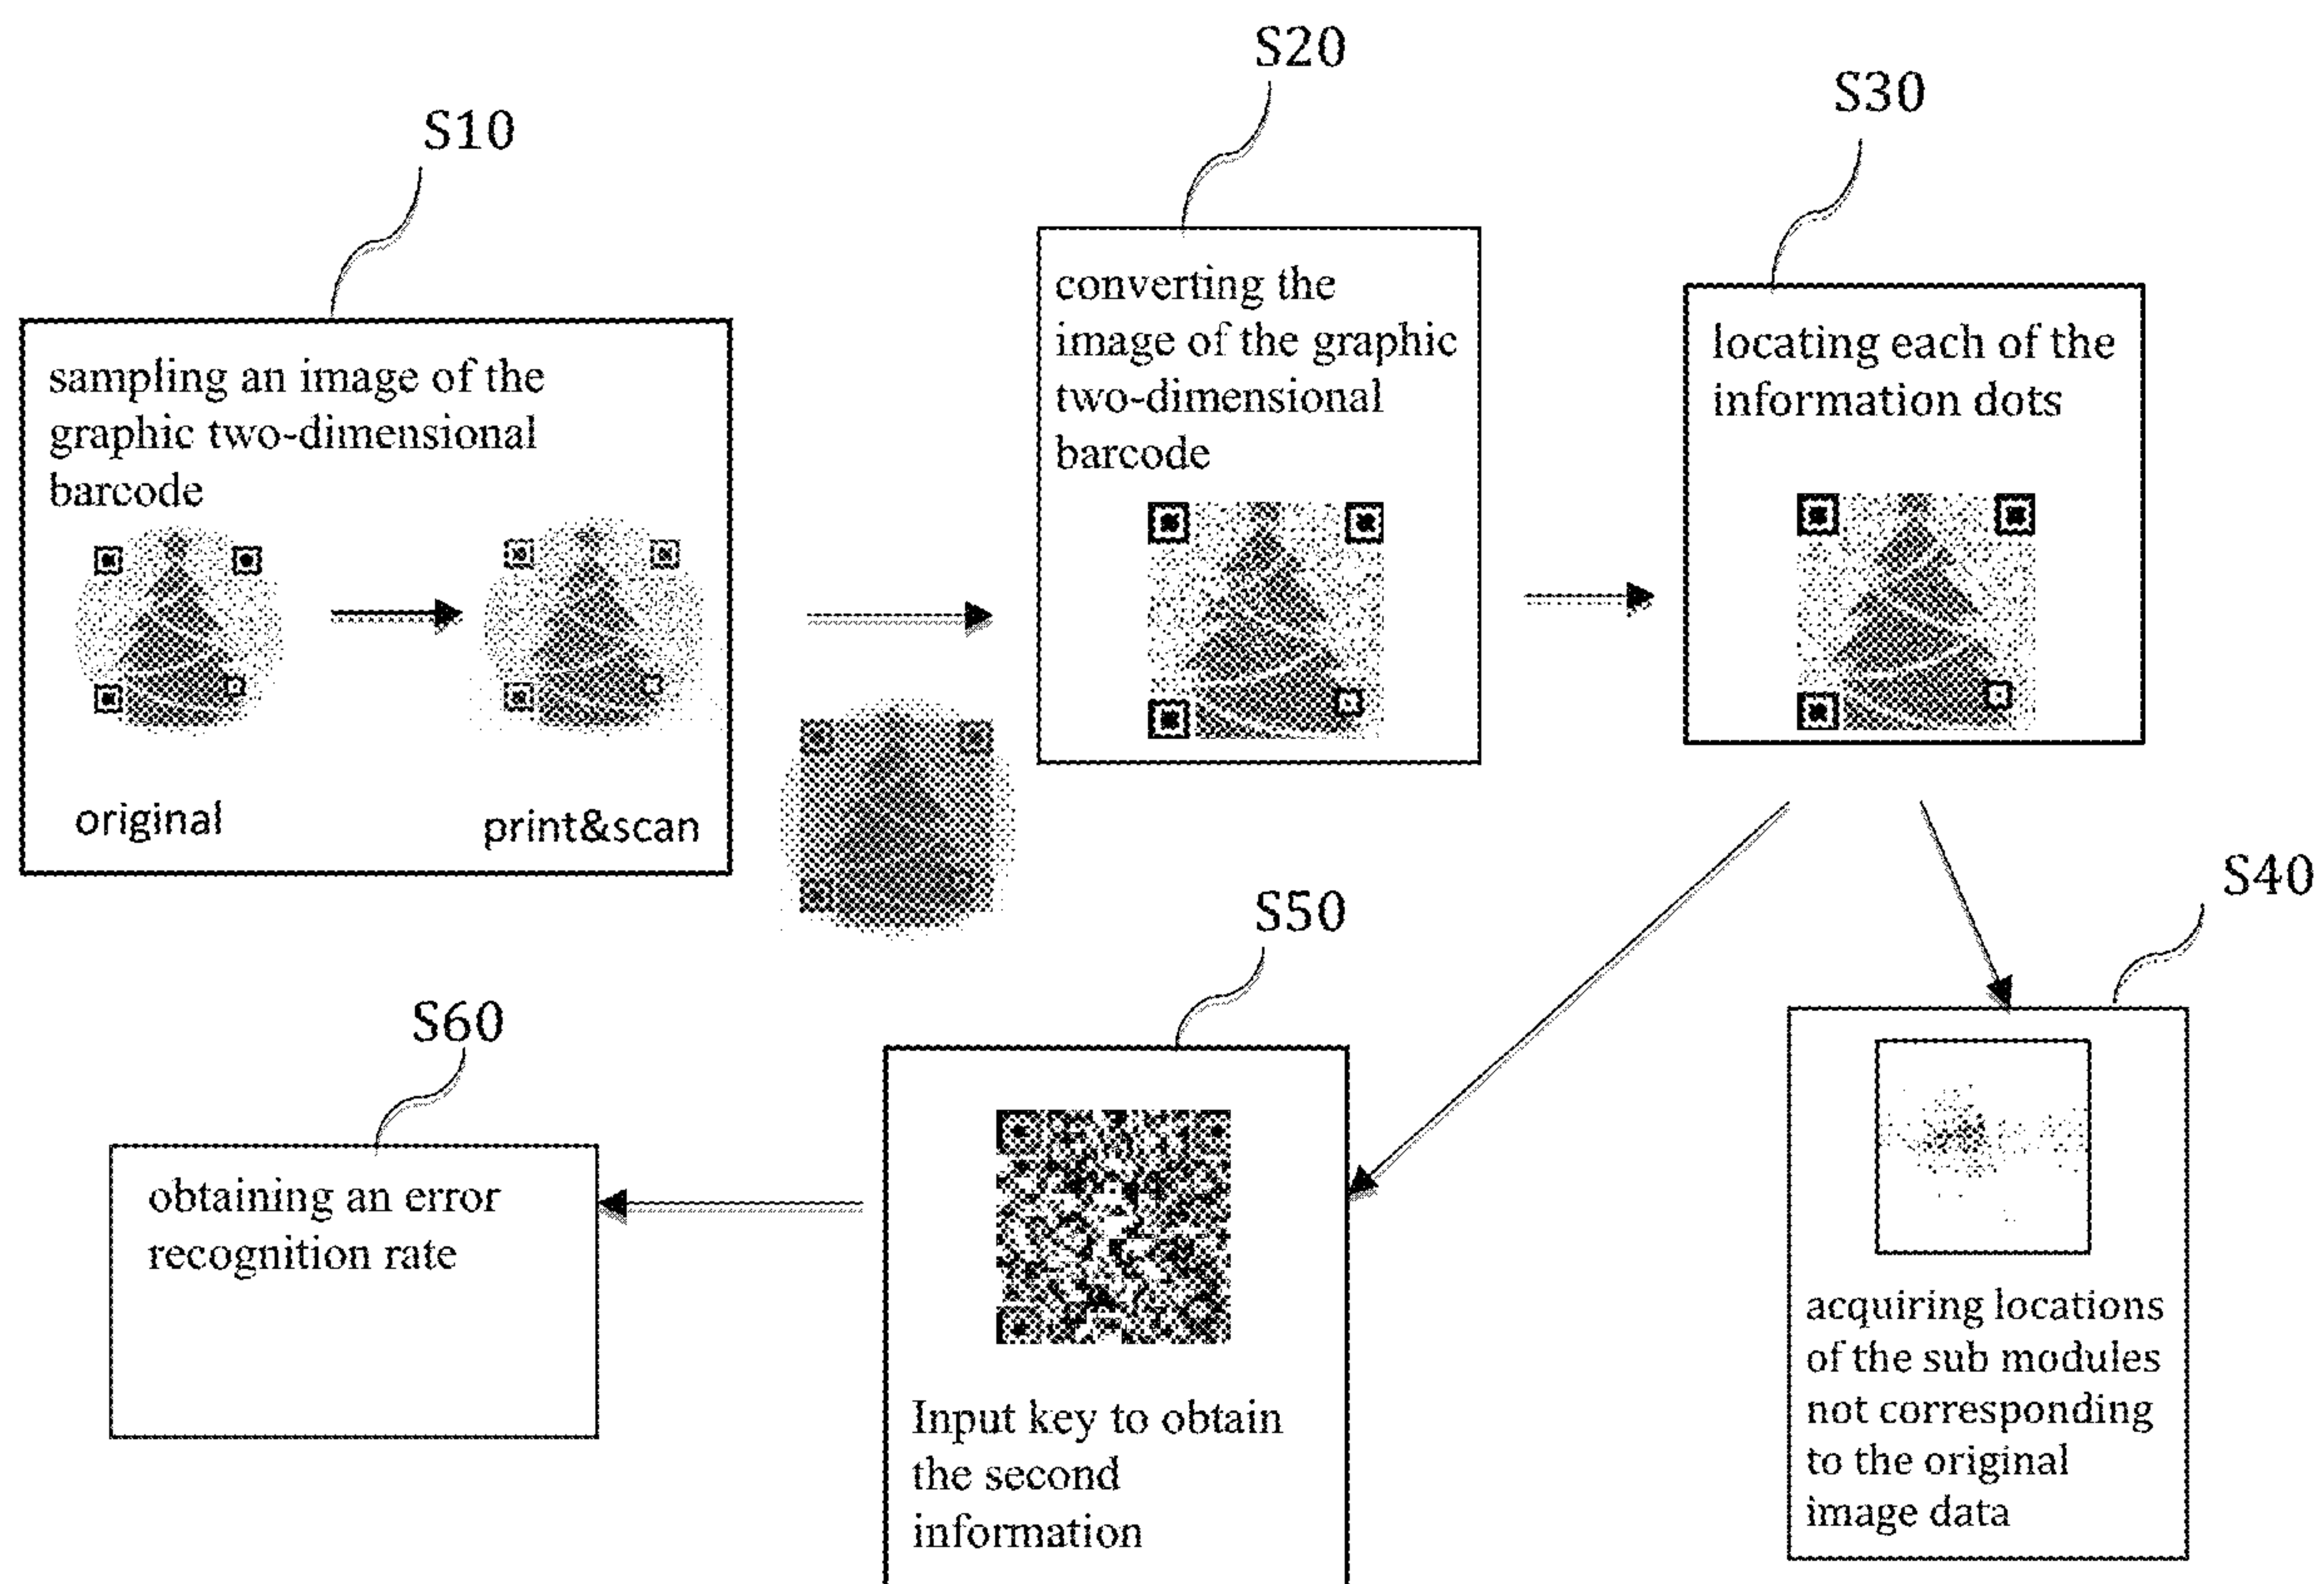 S10
sampling an image of the
graphic two-dimensional
barcode
original
print&scan
S20
converting the
image of the graphic
two-dimensional
barcode
S30
locating each of the
information dots
S40
acquiring locations
of the sub modules
not corresponding
to the original
image data
S50
Input key to obtain
the second
information
S60
obtaining an error
recognition rate